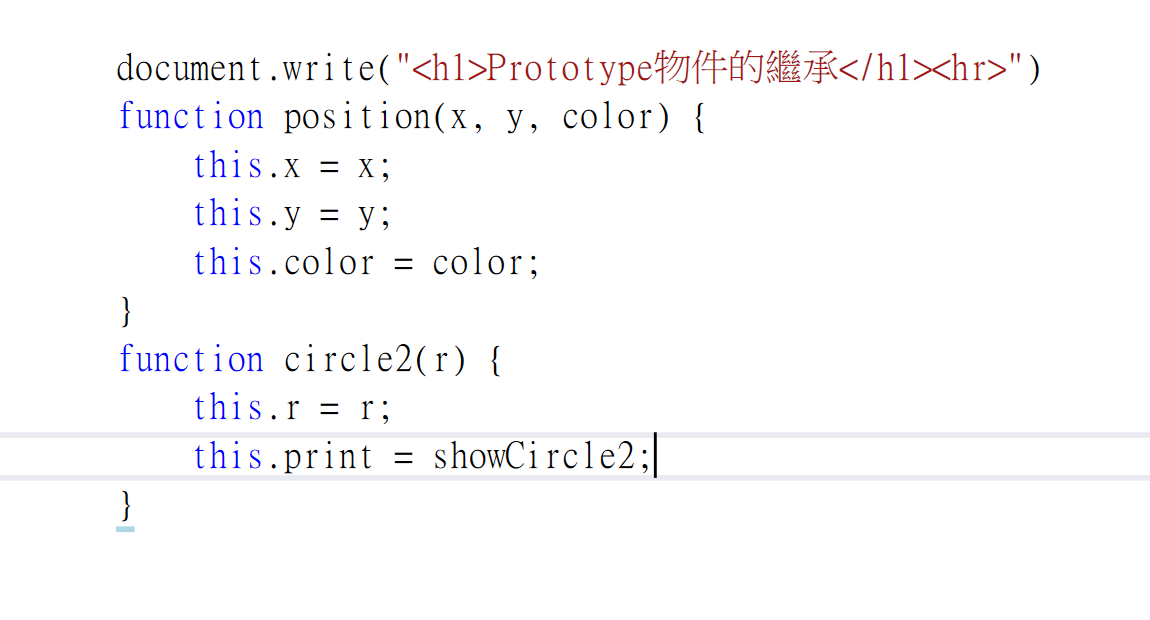 document.write("<h1>Prototype物件的繼承</h1><hr>")
function position(x, y, color) {
    this.x = x;
    this.y = y;
    this.color = color;
}
function circle2(r) {
    this.r = r;
    this.print = showCircle2;
}